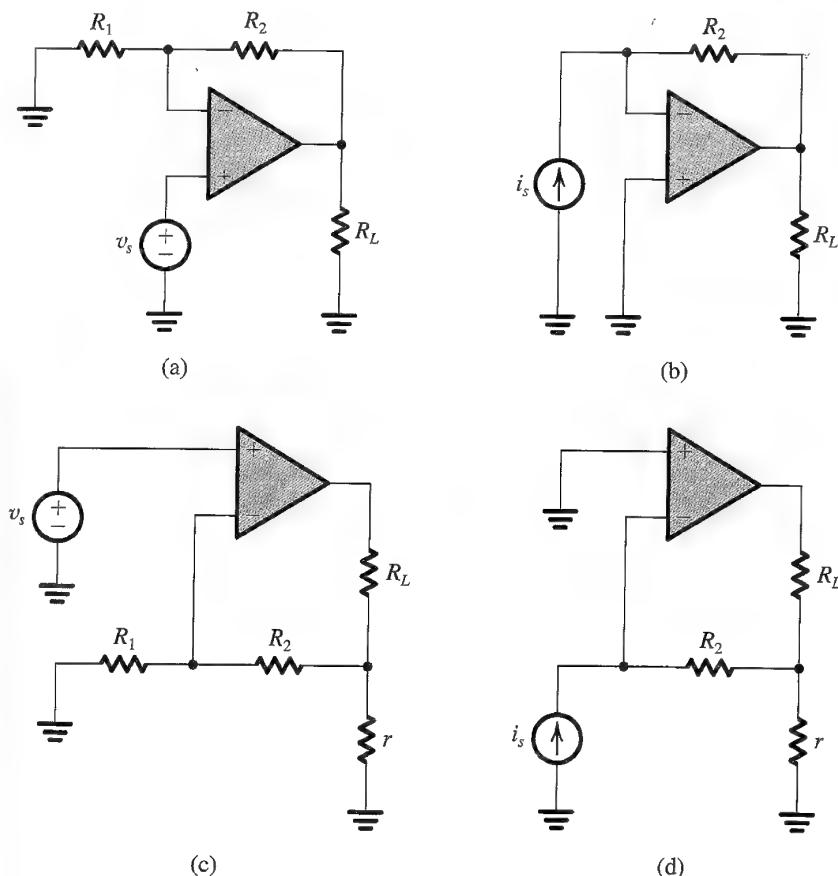 R1
R2
−
+
vs
+
−
RL
(a)
R2
−
+
is
RL
(b)
+
−
vs
+
−
RL
R1
R2
r
(c)
+
−
RL
R2
is
r
(d)